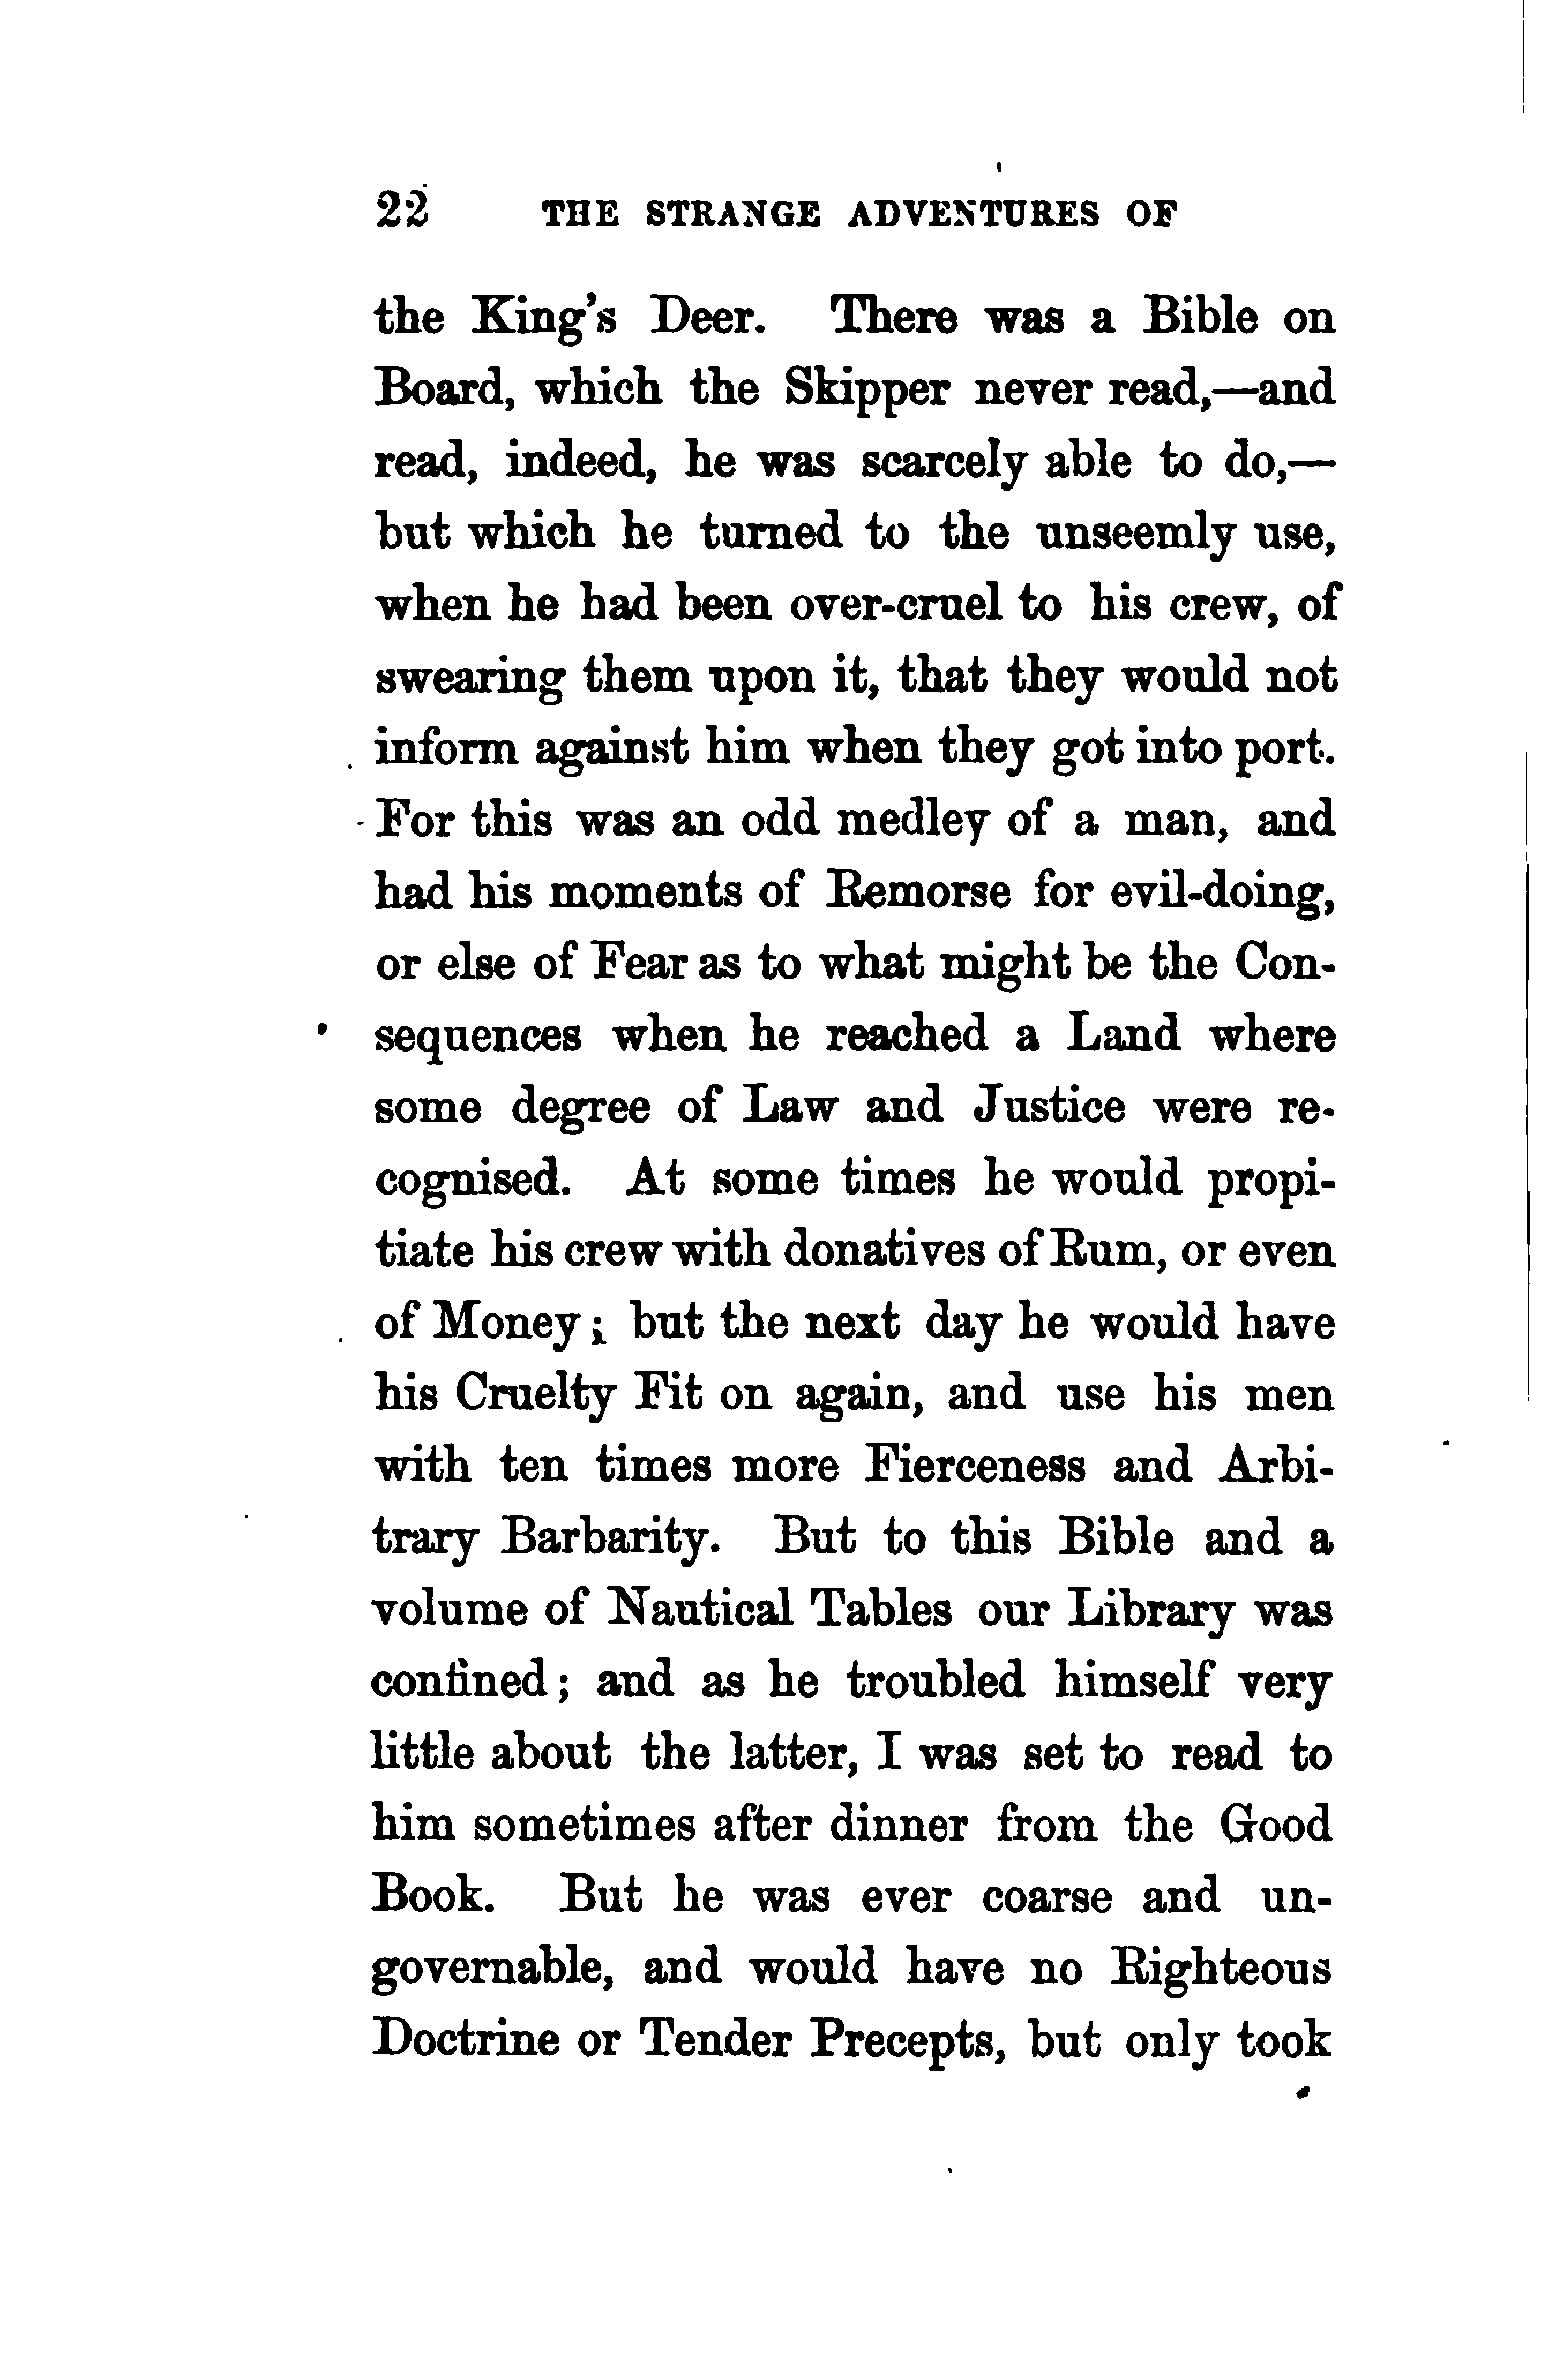 22 THE STRANGE ADVENTURES OF
the King's Deer. There was a Bible on
Board, which the Skipper never read,—and
read, indeed, he was scarcely able to do,—
but which he turned to the unseemly use,
when he had been over-cruel to his crew, of
swearing them upon it, that they would not
inform against him when they got into port.
For this was an odd medley of a man, and
had his moments of Remorse for evil-doing,
or else of Fear as to what might be the Con-
sequences when he reached a Land where
some degree of Law and Justice were re-
cognised. At some times he would propi-
tiate his crew with donatives of Rum, or even
of Money; but the next day he would have
his Cruelty Fit on again, and use his men
with ten times more Fierceness and Arbi-
trary Barbarity. But to this Bible and a
volume of Nautical Tables our Library was
confined; and as he troubled himself very
little about the latter, I was set to read to
him sometimes after dinner from the Good
Book. But he was ever coarse and un-
governable, and would have no Righteous
Doctrine or Tender Precepts, but only took